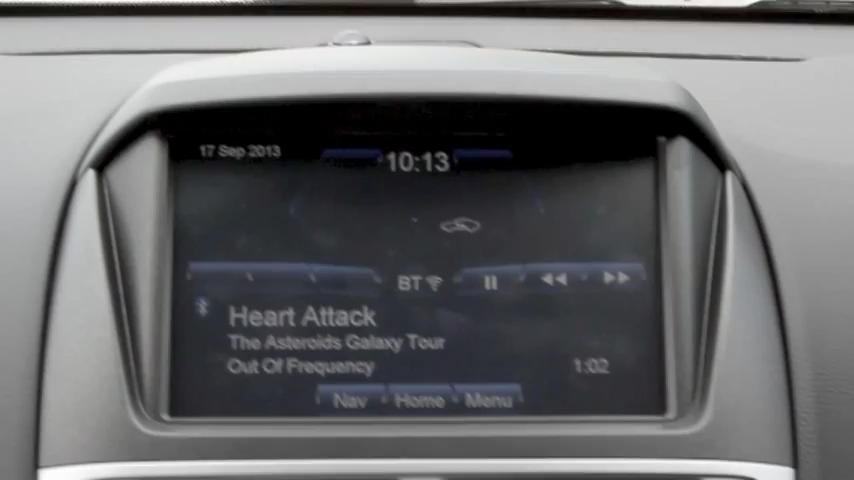 17 Sep 2013
10:13
BT
Heart Attack
The Asteroids Galaxy Tour
Out Of Frequency
1:02
Nav
Home
Menu